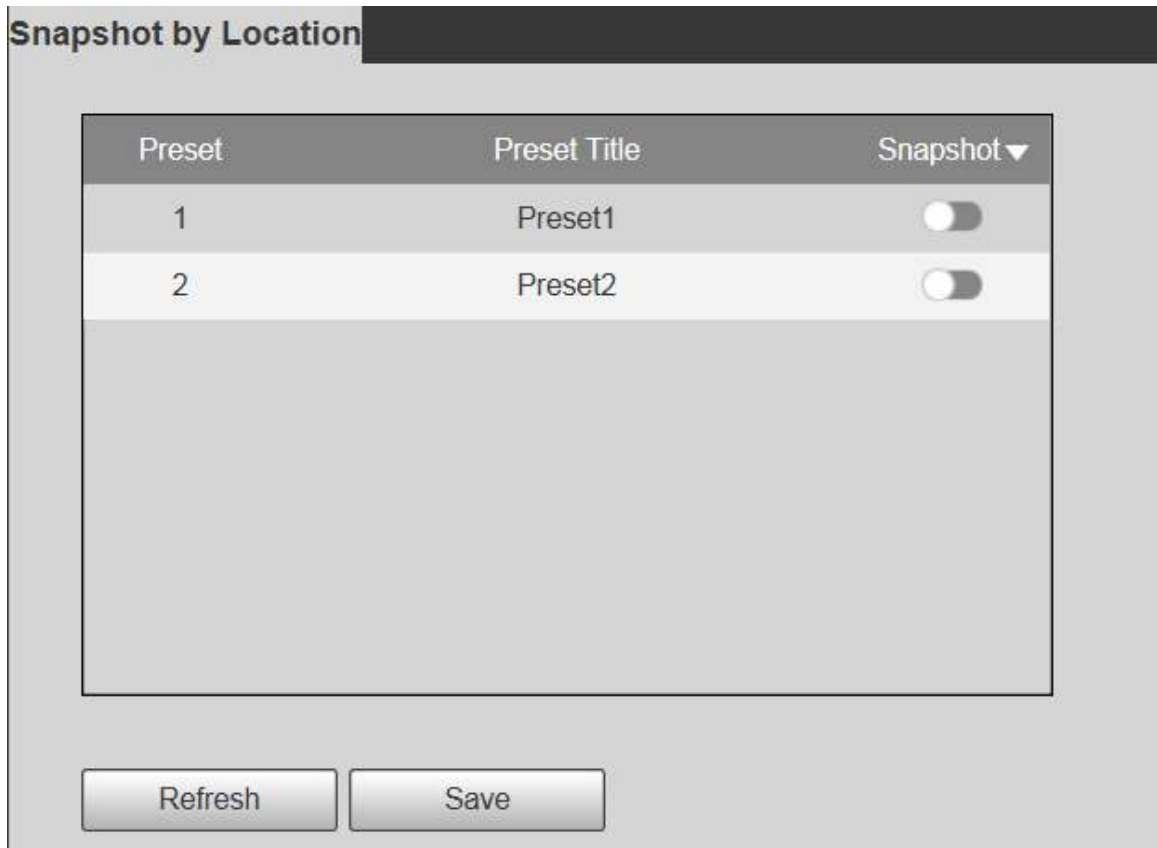 Snapshot by Location
Preset Preset Title Snapshot
1 Preset1
2 Preset2
Refresh Save